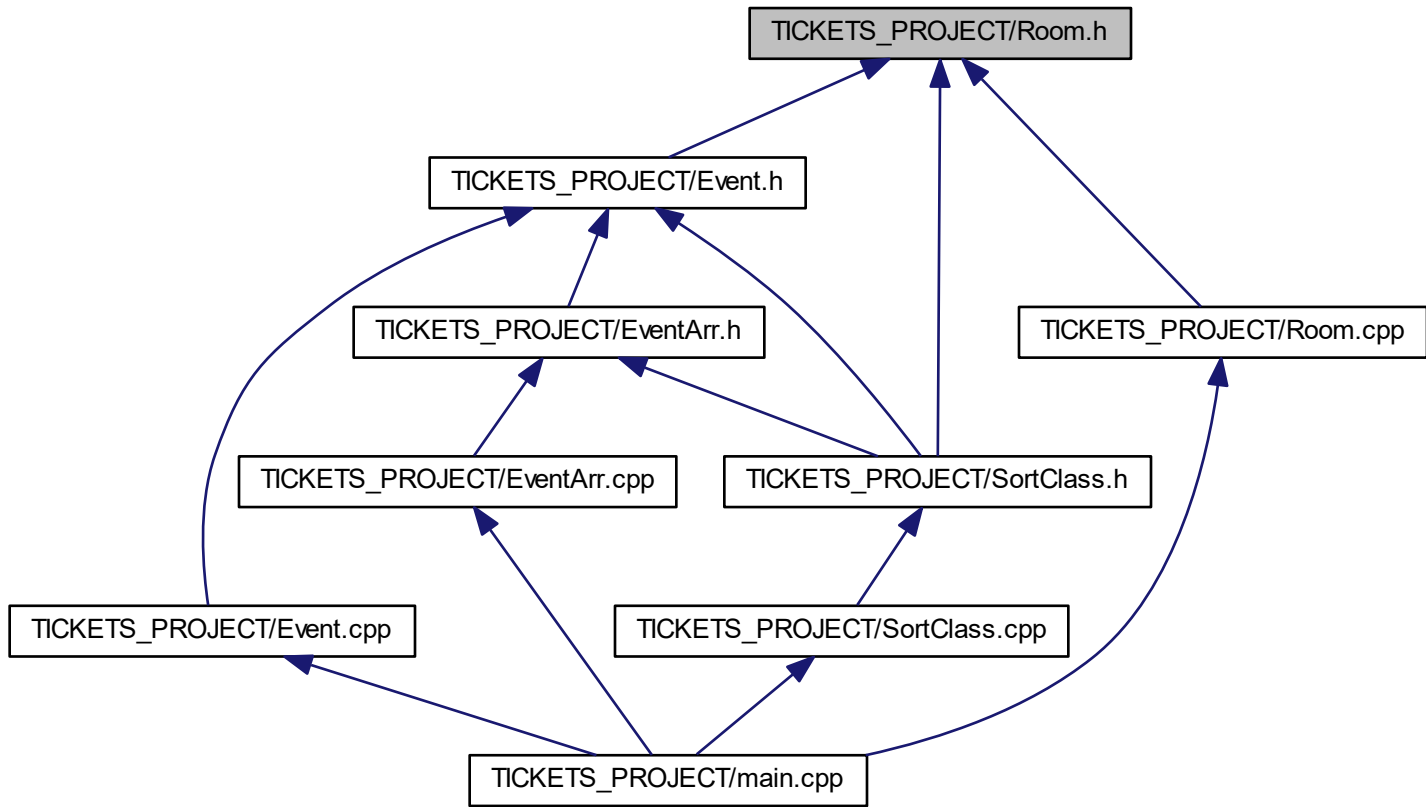 TICKETS_PROJECT/Room.h
TICKETS_PROJECT/Event.h
TICKETS_PROJECT/EventArr.h
TICKETS_PROJECT/Room.cpp
TICKETS_PROJECT/EventArr.cpp
TICKETS_PROJECT/SortClass.h
TICKETS_PROJECT/Event.cpp
TICKETS_PROJECT/SortClass.cpp
TICKETS_PROJECT/main.cpp